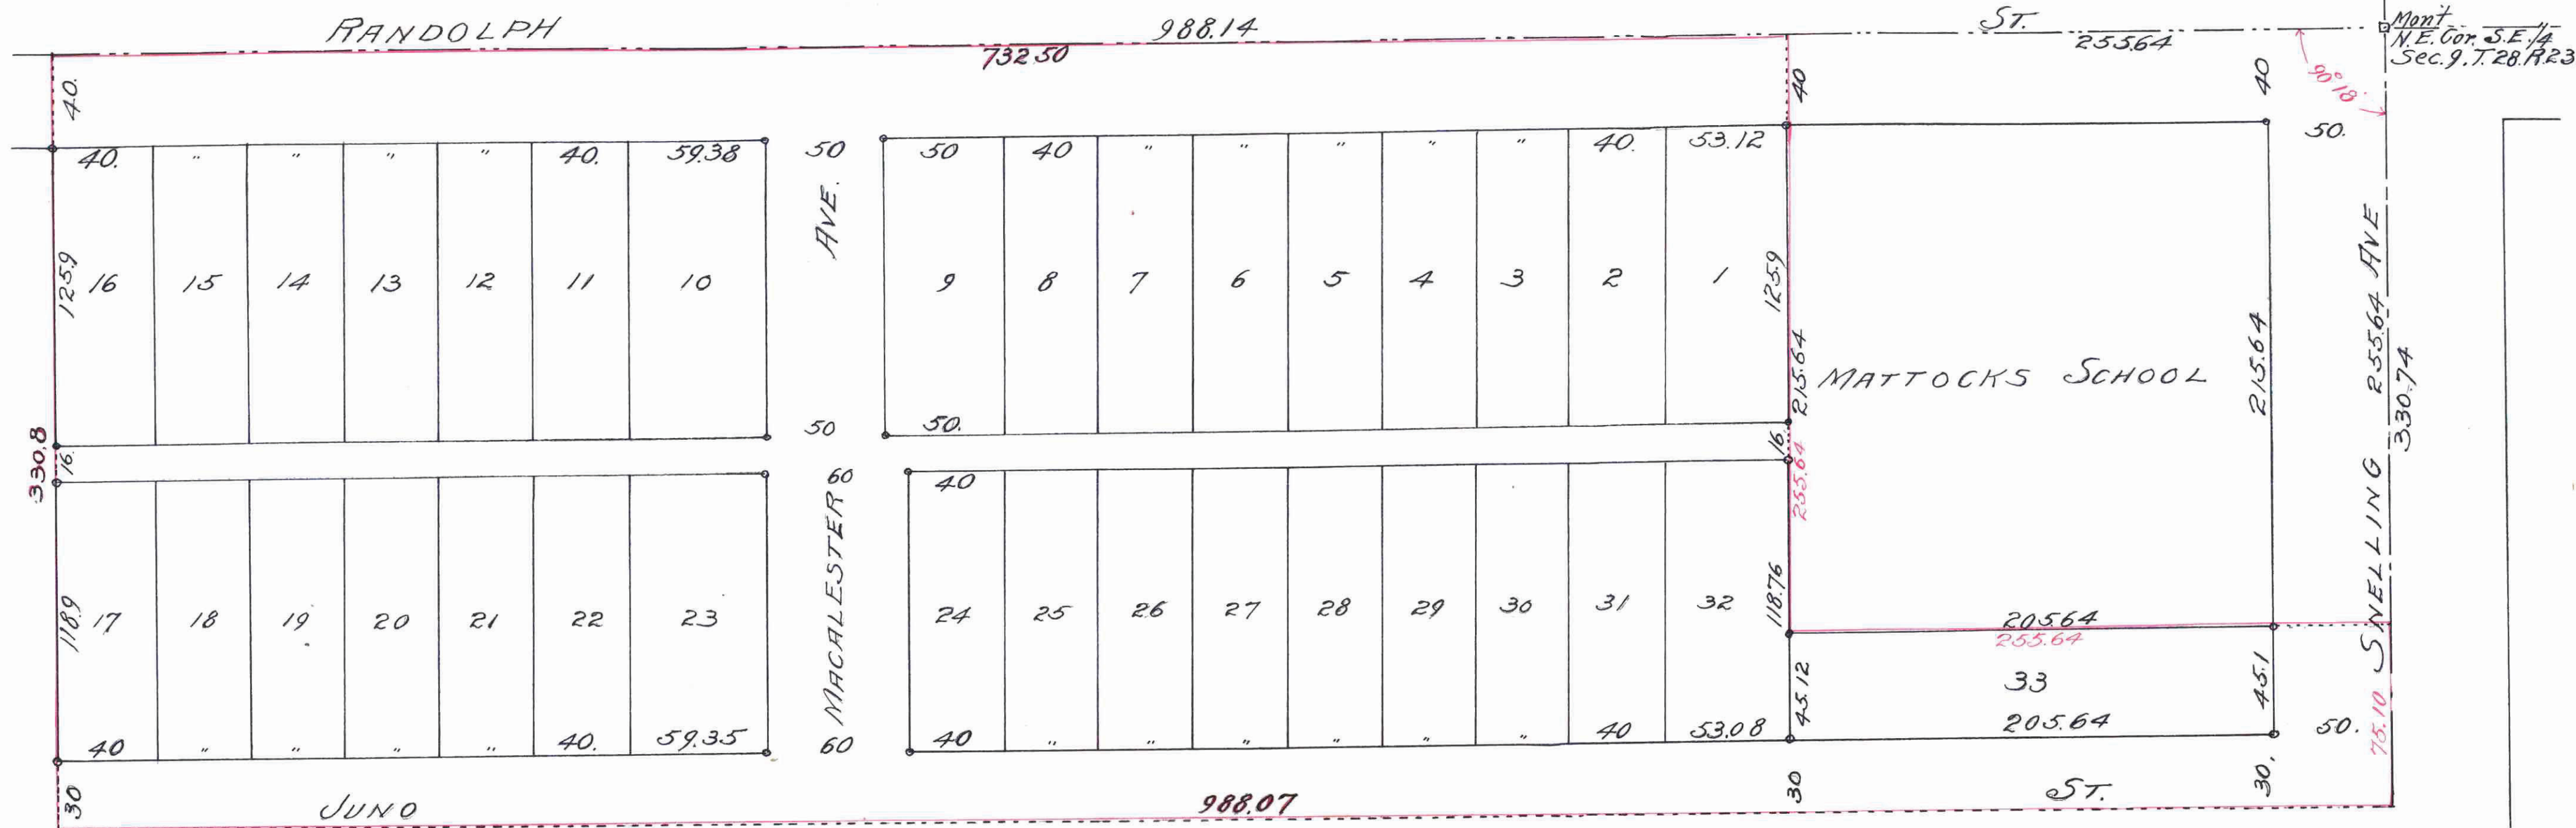 RANDOLPH 988.14 ST.
732.50 255.64
Mon't
N.E. Cor. S.E. 1/4
Sec. 9. T. 28. R. 23
90° 18'
40. 40 40
40. " " " " 40. 59.38 50 50 40 " " " " " 40. 53.12 50.
AVE.
125.9 16 15 14 13 12 11 10 9 8 7 6 5 4 3 2 1 125.9
215.64 MATTOCKS SCHOOL 215.64
SNELLING 255.64 AVE
330.74
50 50.
330.8 16. 16.
255.64
60 40
MACALESTER
118.9 17 18 19 20 21 22 23 24 25 26 27 28 29 30 31 32 118.76
205.64
255.64
45.12 33 45.1
205.64
40 " " " " 40. 59.35 60 40 " " " " " " 40 53.08 50.
75.10
30 30 30.
JUNO 988.07 ST.